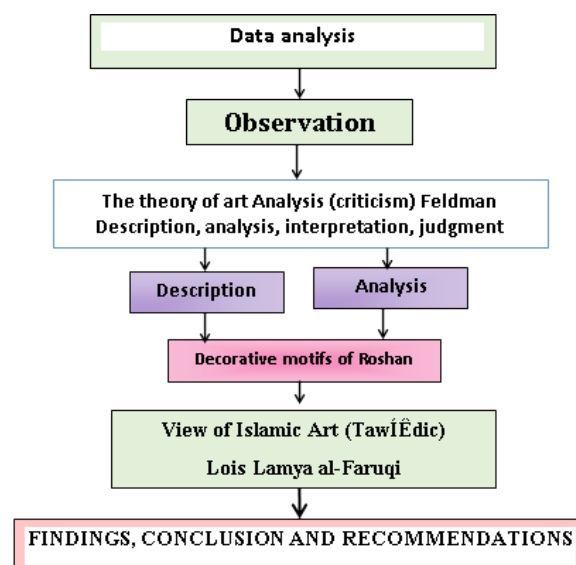 Data analysis
Observation
The theory of art Analysis (criticism) Feldman
Description, analysis, interpretation, judgment
Description
Analysis
Decorative motifs of Roshan
View of Islamic Art (TawÍÊdic)
Lois Lamya al-Faruqi
FINDINGS, CONCLUSION AND RECOMMENDATIONS